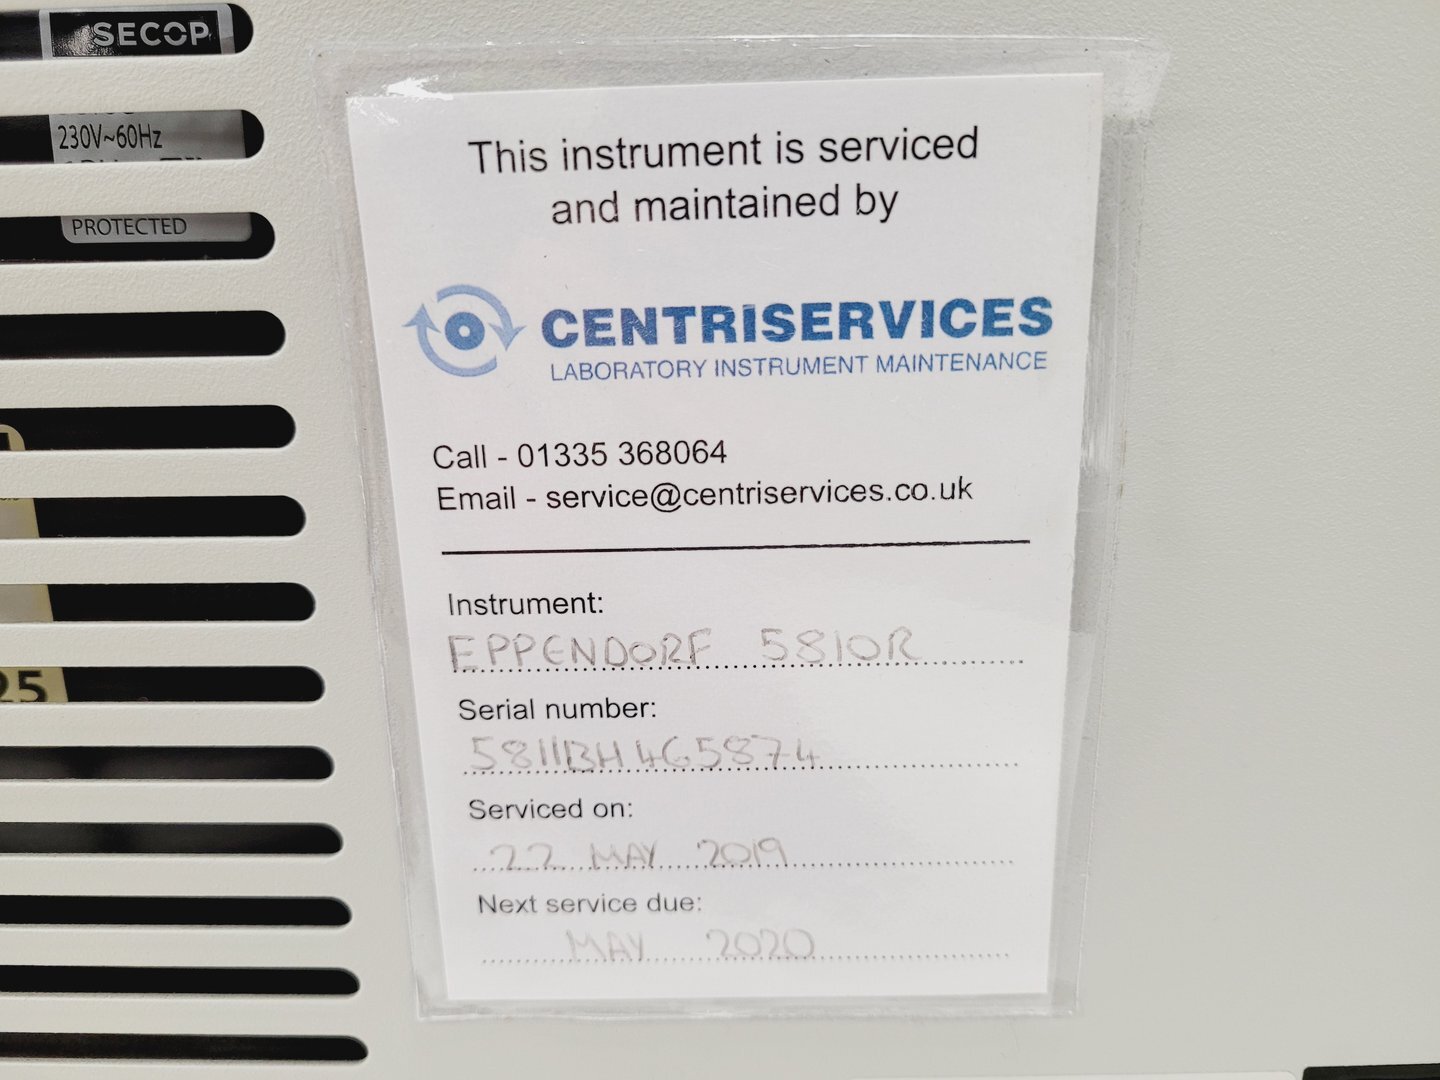 SECOP
230V~60Hz
PROTECTED
25
This instrument is serviced
and maintained by
CENTRISERVICES
LABORATORY INSTRUMENT MAINTENANCE
Call - 01335 368064
Email - service@centriservices.co.uk
Instrument:
EPPENDORF 5810R
Serial number:
5811BH465874
Serviced on:
22 MAY 2019
Next service due:
MAY 2020